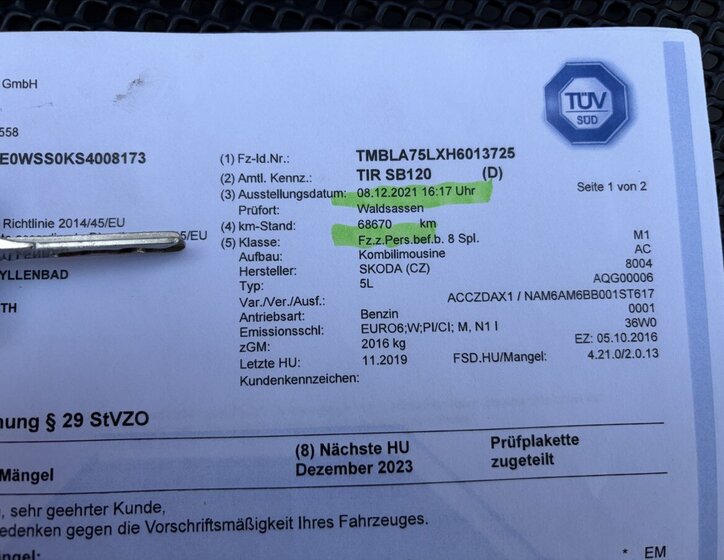 GmbH
TÜV
SÜD
558
E0WSS0KS4008173
(1) Fz-Id.Nr.: TMBLA75LXH6013725
(2) Amtl. Kennz.: TIR SB120 (D)
(3) Ausstellungsdatum: 08.12.2021 16:17 Uhr Seite 1 von 2
Prüfort: Waldsassen
Richtlinie 2014/45/EU
(4) km-Stand: 68670 km
5/EU
(5) Klasse: Fz.z.Pers.bef.b. 8 Spl. M1
Aufbau: Kombilimousine AC
YLLENBAD
Hersteller: SKODA (CZ) 8004
Typ: 5L AQG00006
TH
Var./Ver./Ausf.: ACCZDAX1 / NAM6AM6BB001ST617
Antriebsart: Benzin 0001
Emissionsschl.: EURO6;W;PI/CI; M, N1 I 36W0
zGM: 2016 kg EZ: 05.10.2016
Letzte HU: 11.2019 FSD.HU/Mangel: 4.21.0/2.0.13
Kundenkennzeichen:
nung § 29 StVZO
Mängel
(8) Nächste HU
Dezember 2023
Prüfplakette
zugeteilt
, sehr geehrter Kunde,
edenken gegen die Vorschriftsmäßigkeit Ihres Fahrzeuges.
ngel:
* EM